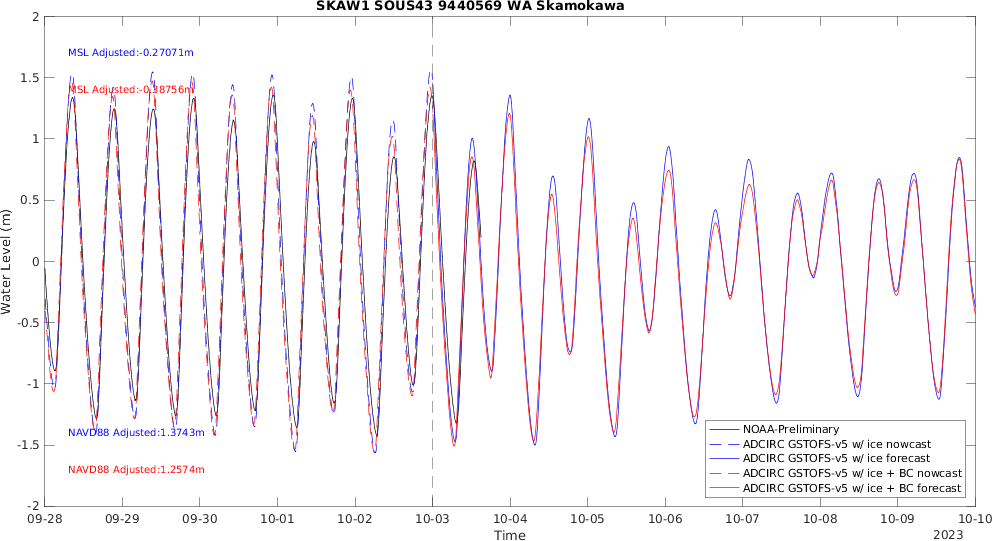 SKAW1 SOUS43 9440569 WA Skamokawa
MSL Adjusted:-0.27071m
MSL Adjusted:-0.38756m
NAVD88 Adjusted:1.3743m
NAVD88 Adjusted:1.2574m
Water Level (m)
2
1.5
1
0.5
0
-0.5
-1
-1.5
-2
NOAA-Preliminary
ADCIRC GSTOFS-v5 w/ ice nowcast
ADCIRC GSTOFS-v5 w/ ice forecast
ADCIRC GSTOFS-v5 w/ ice + BC nowcast
ADCIRC GSTOFS-v5 w/ ice + BC forecast
09-28 09-29 09-30 10-01 10-02 10-03 10-04 10-05 10-06 10-07 10-08 10-09 10-10
Time
2023